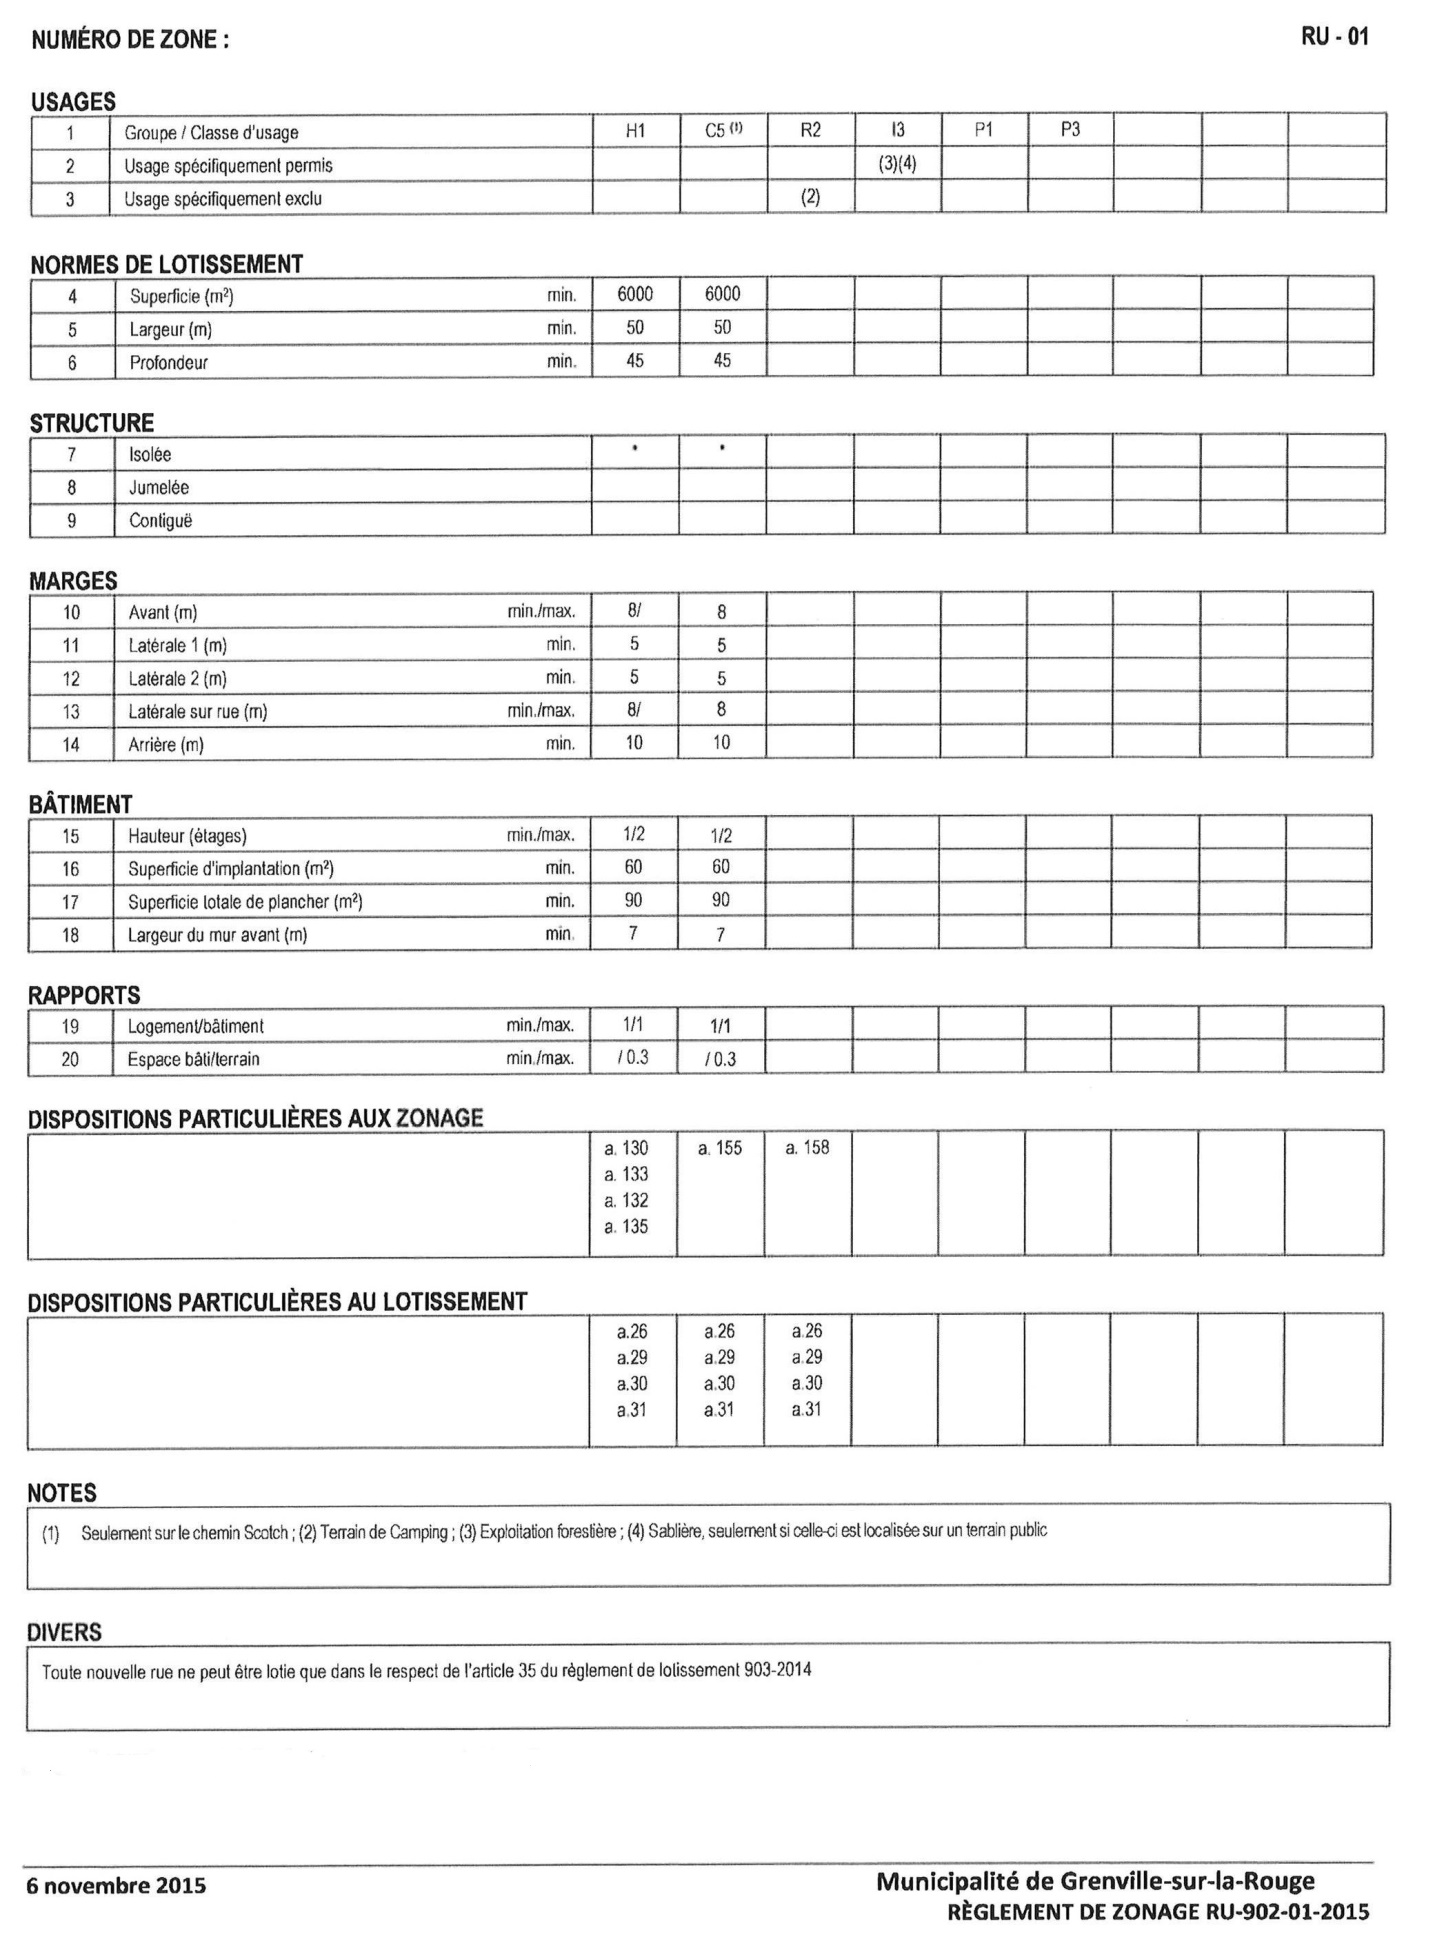 NUMÉRO DE ZONE : RU - 01
USAGES
1 Groupe / Classe d'usage H1 C5 (1) R2 I3 P1 P3
2 Usage spécifiquement permis (3)(4)
3 Usage spécifiquement exclu (2)
NORMES DE LOTISSEMENT
4 Superficie (m²) min. 6000 6000
5 Largeur (m) min. 50 50
6 Profondeur min. 45 45
STRUCTURE
7 Isolée * *
8 Jumelée
9 Contiguë
MARGES
10 Avant (m) min./max. 8/ 8
11 Latérale 1 (m) min. 5 5
12 Latérale 2 (m) min. 5 5
13 Latérale sur rue (m) min./max. 8/ 8
14 Arrière (m) min. 10 10
BÂTIMENT
15 Hauteur (étages) min./max. 1/2 1/2
16 Superficie d'implantation (m²) min. 60 60
17 Superficie totale de plancher (m²) min. 90 90
18 Largeur du mur avant (m) min. 7 7
RAPPORTS
19 Logement/bâtiment min./max. 1/1 1/1
20 Espace bâti/terrain min./max. / 0.3 / 0.3
DISPOSITIONS PARTICULIÈRES AUX ZONAGE
a. 130 a. 155 a. 158
a. 133
a. 132
a. 135
DISPOSITIONS PARTICULIÈRES AU LOTISSEMENT
a.26 a.26 a.26
a.29 a.29 a.29
a.30 a.30 a.30
a.31 a.31 a.31
NOTES
(1) Seulement sur le chemin Scotch ; (2) Terrain de Camping ; (3) Exploitation forestière ; (4) Sablière, seulement si celle-ci est localisée sur un terrain public
DIVERS
Toute nouvelle rue ne peut être lotie que dans le respect de l'article 35 du règlement de lotissement 903-2014
6 novembre 2015 Municipalité de Grenville-sur-la-Rouge
RÈGLEMENT DE ZONAGE RU-902-01-2015